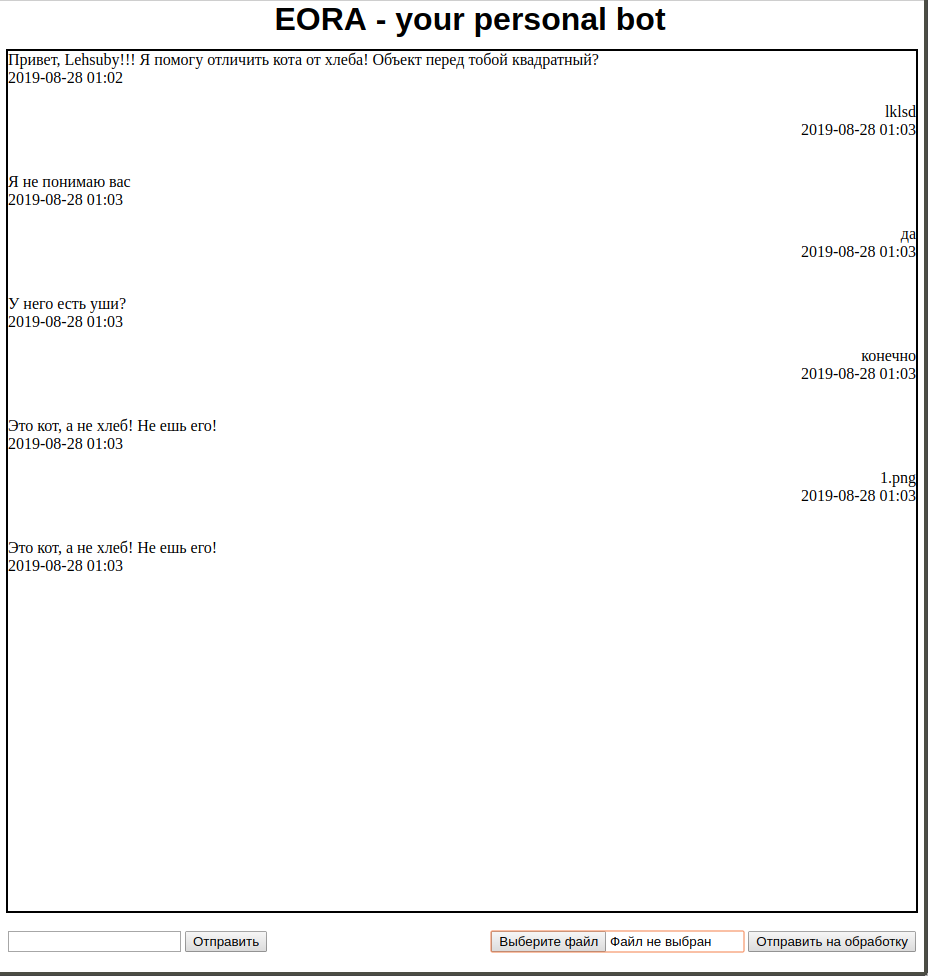 EORA - your personal bot
Привет, Lehsuby!!! Я помогу отличить кота от хлеба! Объект перед тобой квадратный?
2019-08-28 01:02
lklsd
2019-08-28 01:03
Я не понимаю вас
2019-08-28 01:03
да
2019-08-28 01:03
У него есть уши?
2019-08-28 01:03
конечно
2019-08-28 01:03
Это кот, а не хлеб! Не ешь его!
2019-08-28 01:03
1.png
2019-08-28 01:03
Это кот, а не хлеб! Не ешь его!
2019-08-28 01:03
Отправить Выберите файл Файл не выбран Отправить на обработку